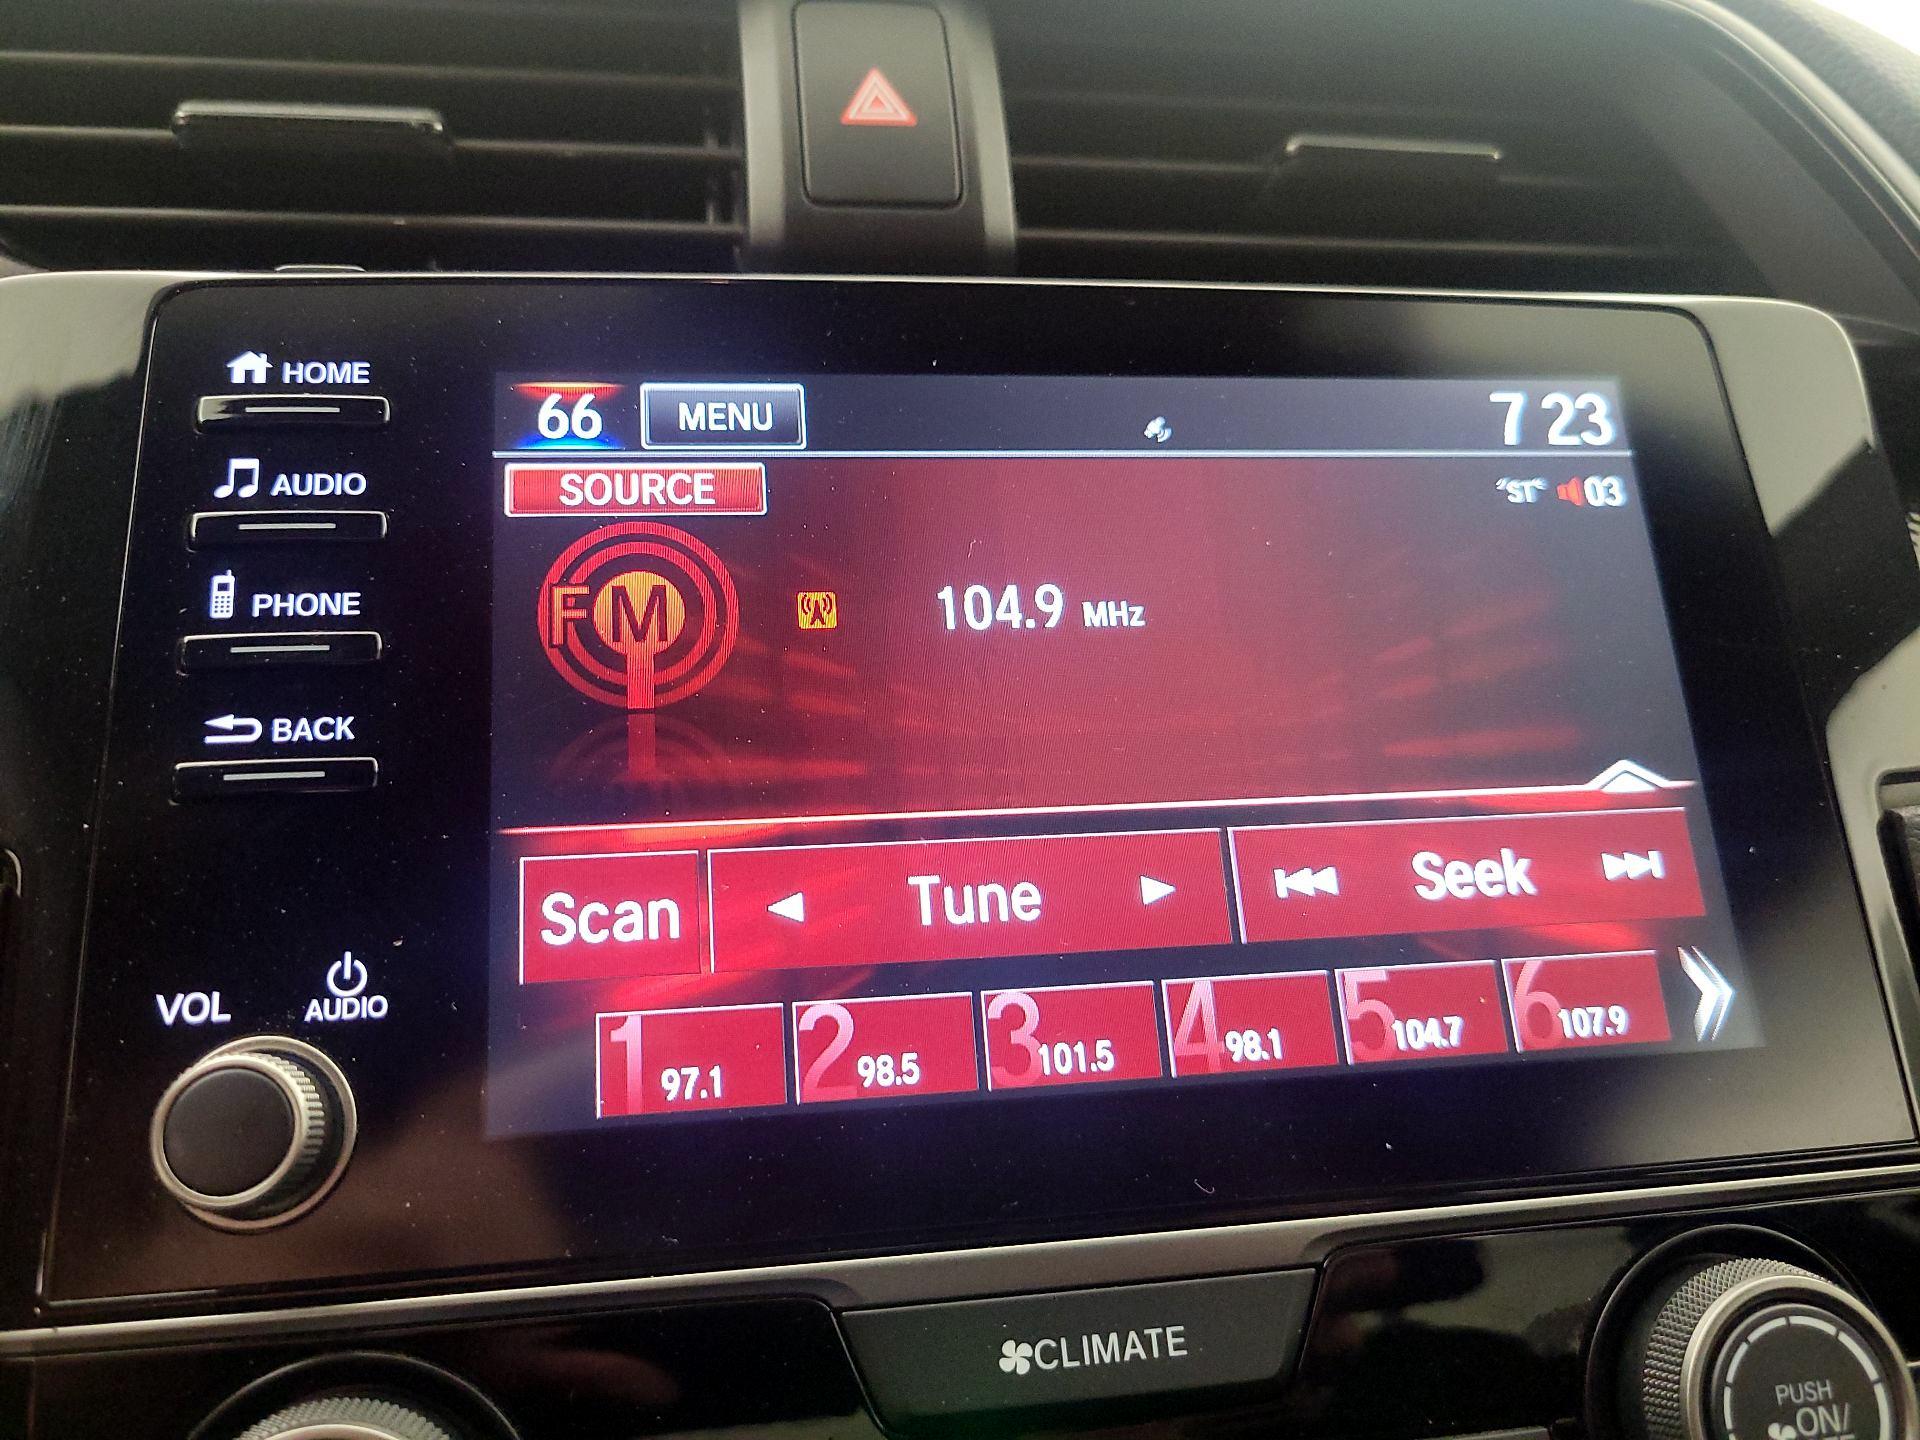 HOME
AUDIO
PHONE
BACK
VOL
AUDIO
66 MENU 7 23
SOURCE ST 03
FM 104.9 MHz
Scan Tune Seek
1 97.1 2 98.5 3 101.5 4 98.1 5 104.7 6 107.9
CLIMATE
PUSH
ON/